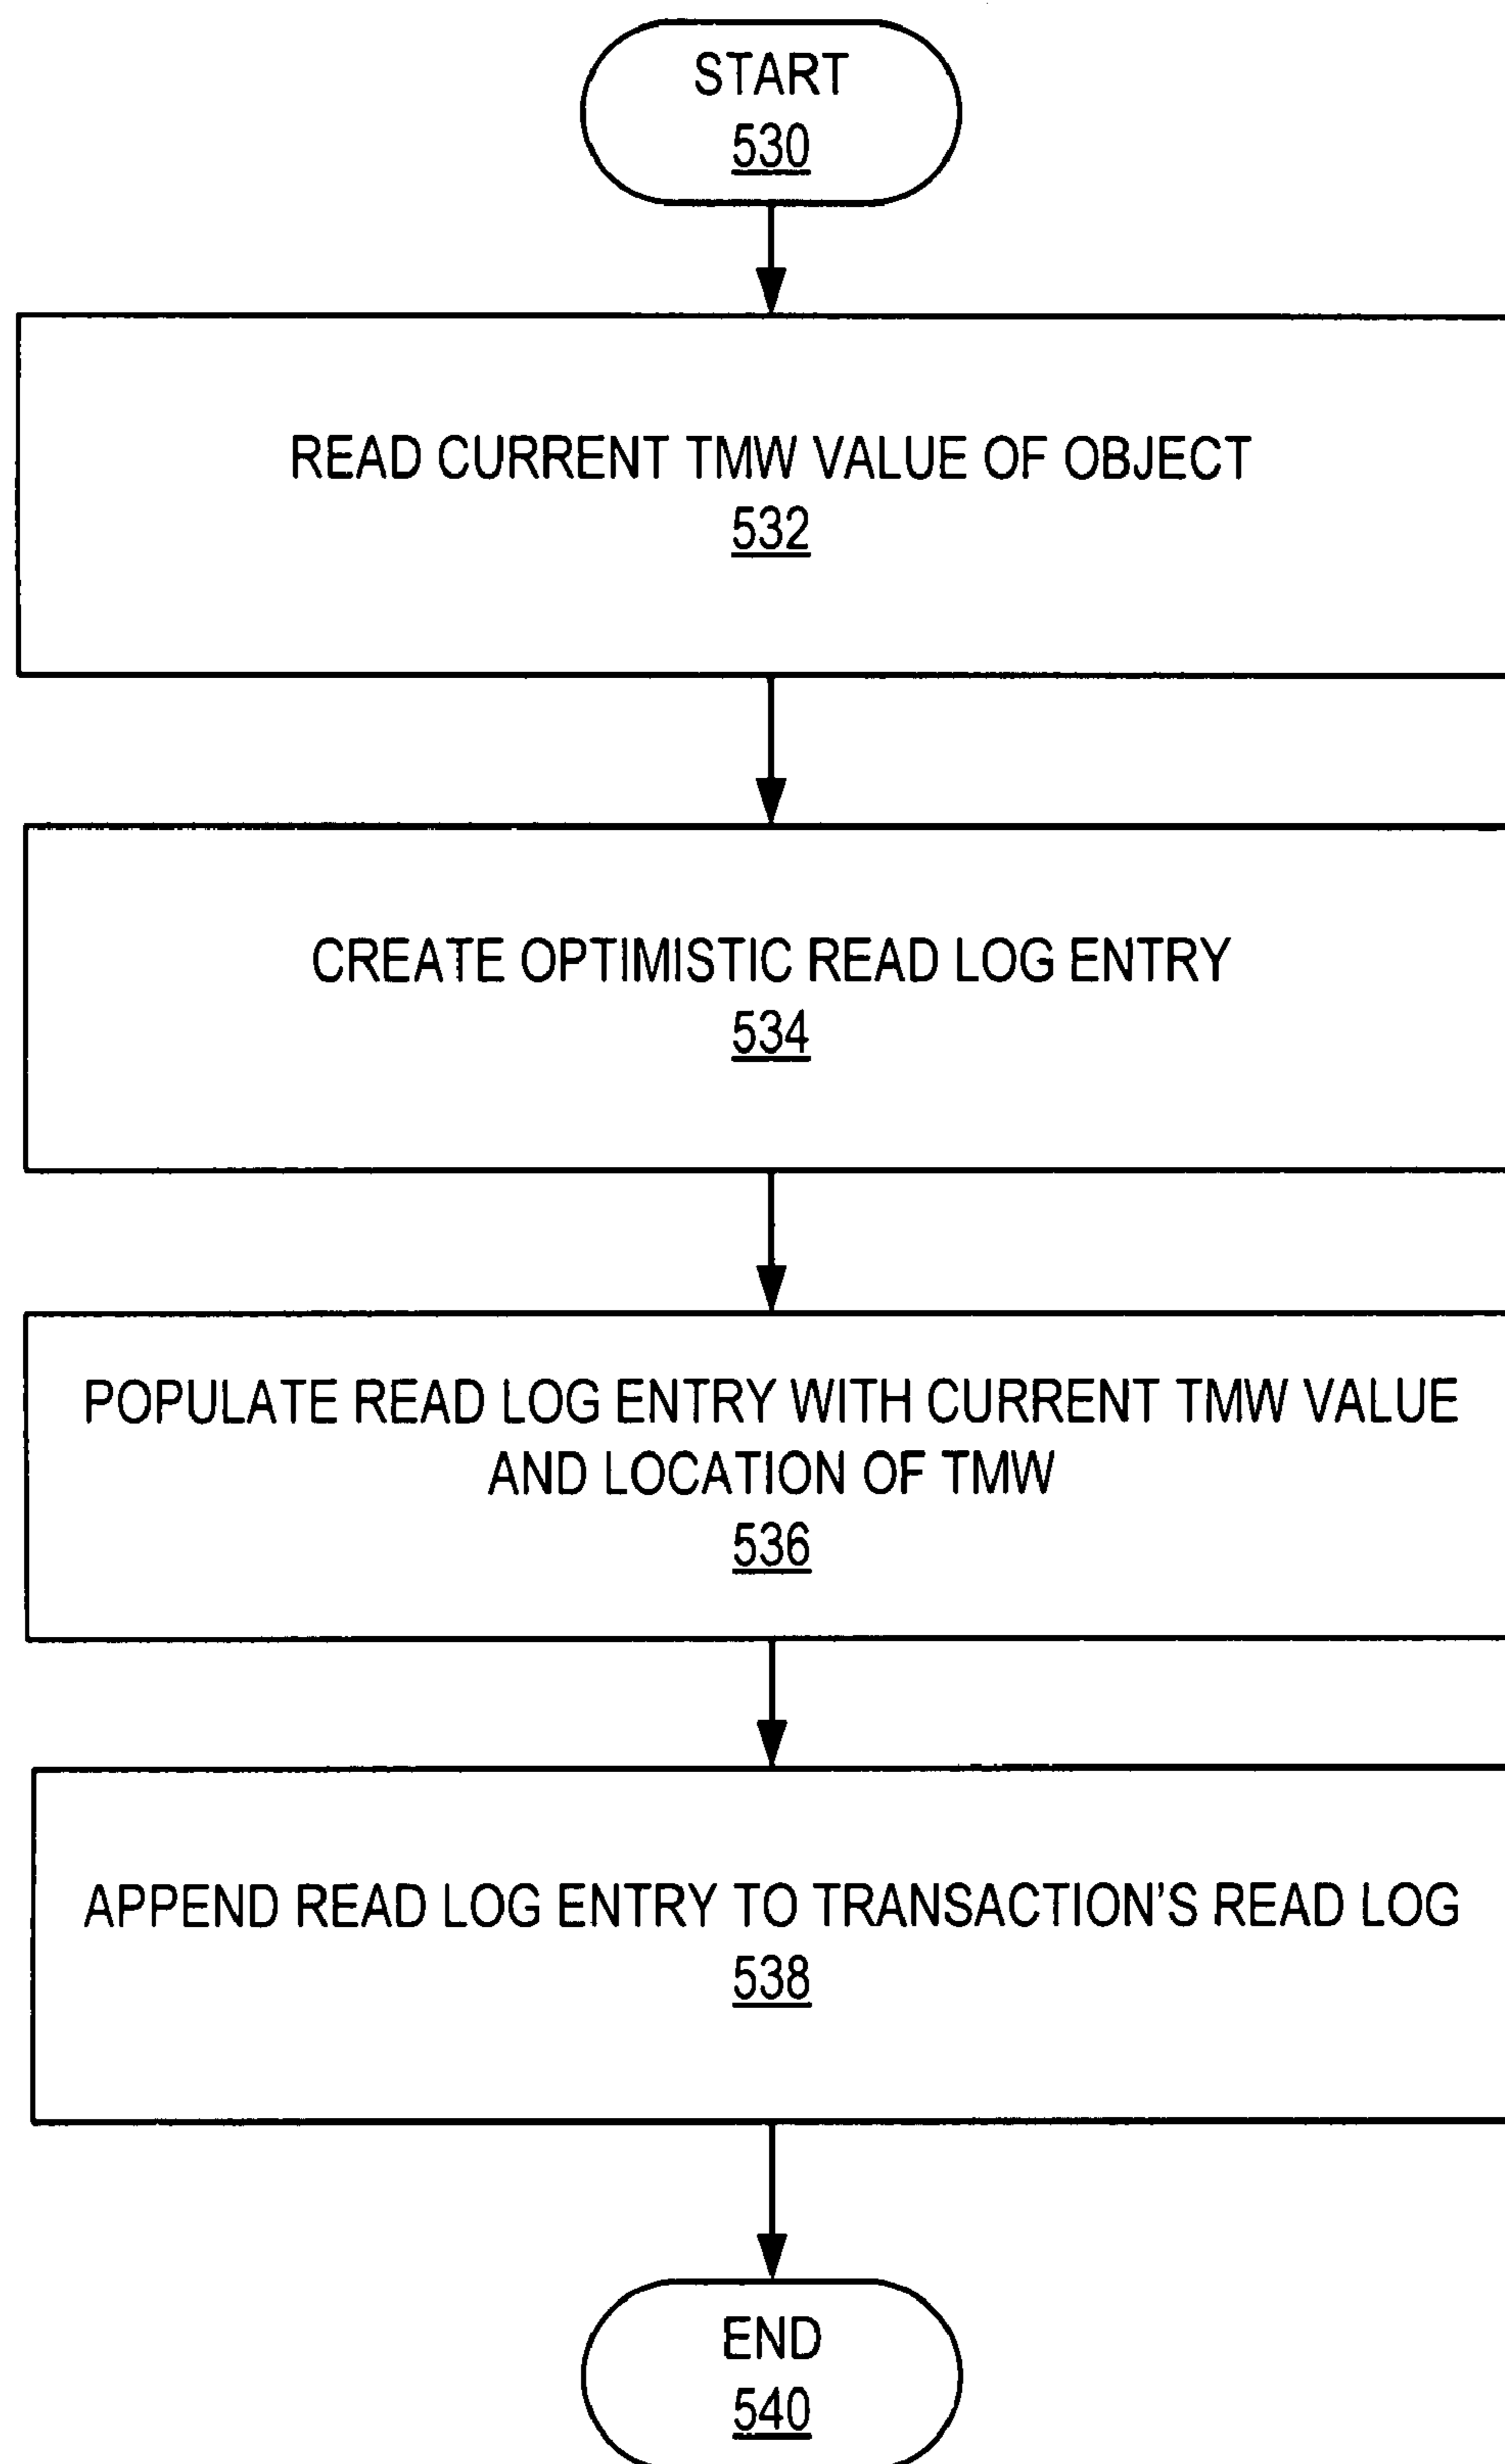 START
530
READ CURRENT TMW VALUE OF OBJECT
532
CREATE OPTIMISTIC READ LOG ENTRY
534
POPULATE READ LOG ENTRY WITH CURRENT TMW VALUE
AND LOCATION OF TMW
536
APPEND READ LOG ENTRY TO TRANSACTION'S READ LOG
538
END
540